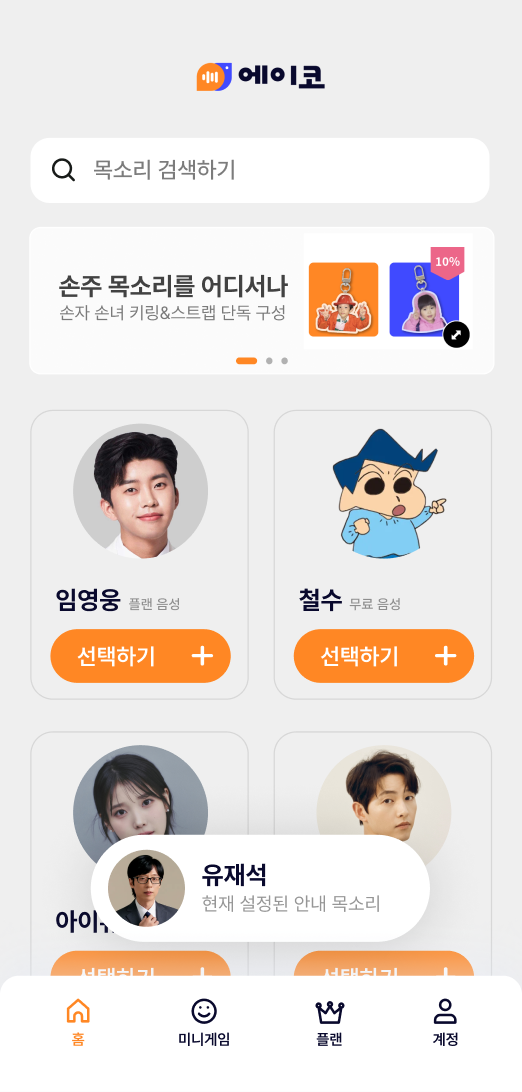 에이코
목소리 검색하기
손주 목소리를 어디서나
손자 손녀 키링&스트랩 단독 구성
10%
임영웅 플랜 음성
선택하기
철수 무료 음성
선택하기
유재석
현재 설정된 안내 목소리
선택하기
선택하기
홈
미니게임
플랜
계정